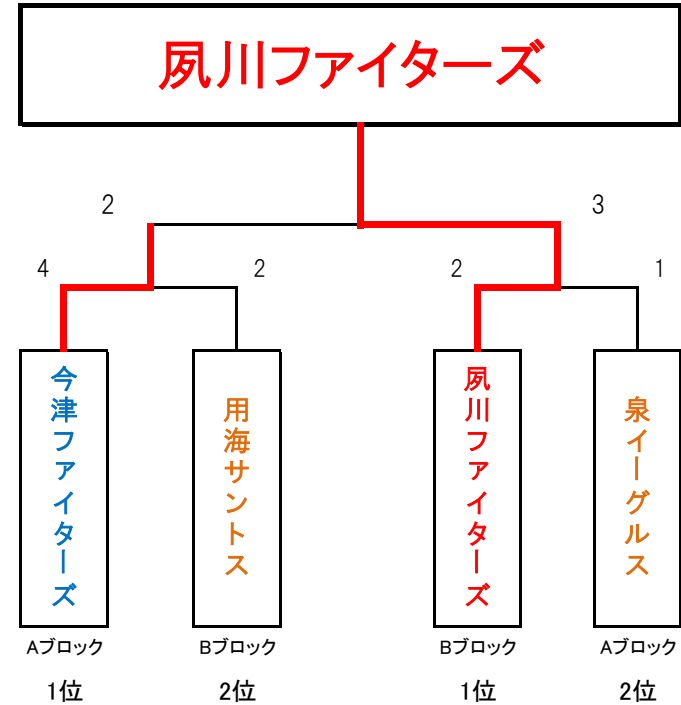 夙川ファイターズ
2
3
4
2
2
1
今津ファイターズ
用海サントス
夙川ファイターズ
泉イーグルス
Aブロック
Bブロック
Bブロック
Aブロック
1位
2位
1位
2位